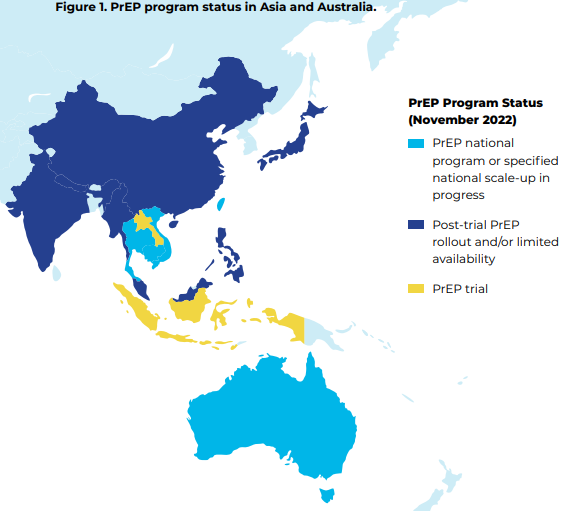 Figure 1. PrEP program status in Asia and Australia.
PrEP Program Status
(November 2022)
PrEP national
program or specified
national scale-up in
progress
Post-trial PrEP
rollout and/or limited
availability
PrEP trial